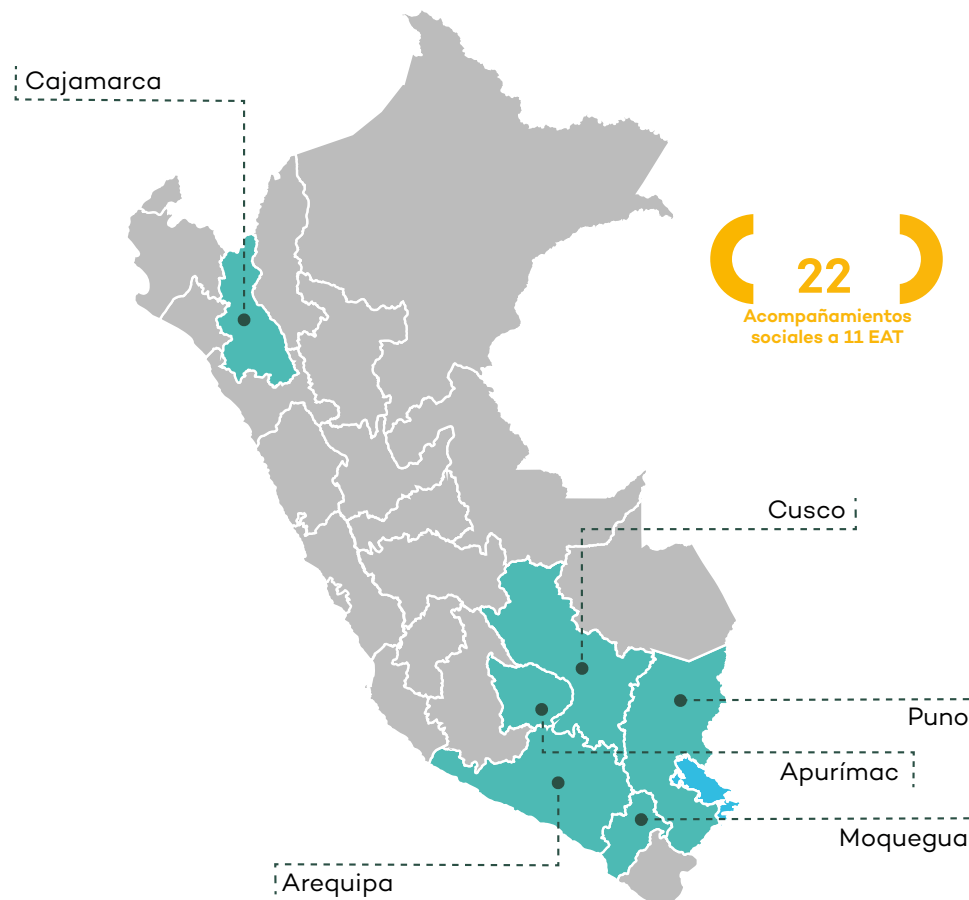 Cajamarca
22
Acompañamientos
sociales a 11 EAT
Cusco
Puno
Apurímac
Moquegua
Arequipa